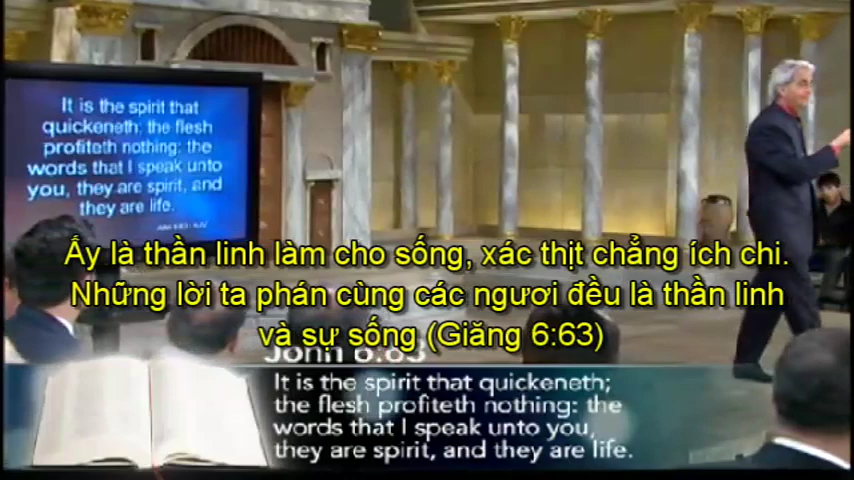 It is the spirit that
quickeneth; the flesh
profiteth nothing: the
words that I speak unto
you, they are spirit, and
they are life.
Ấy là thần linh làm cho sống, xác thịt chẳng ích chi.
Những lời ta phán cùng các ngươi đều là thần linh
và sự sống (Giăng 6:63)
John 6:63
It is the spirit that quickeneth;
the flesh profiteth nothing: the
words that I speak unto you,
they are spirit, and they are life.